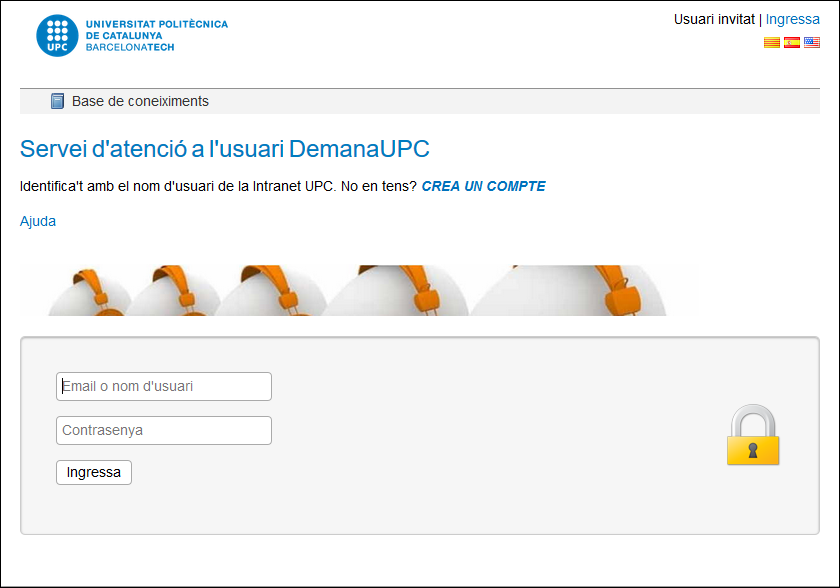 UPC
UNIVERSITAT POLITÈCNICA
DE CATALUNYA
BARCELONATECH
Usuari invitat | Ingressa
Base de coneiximents
Servei d'atenció a l'usuari DemanaUPC
Identifica't amb el nom d'usuari de la Intranet UPC. No en tens? CREA UN COMPTE
Ajuda
Email o nom d'usuari
Contrasenya
Ingressa